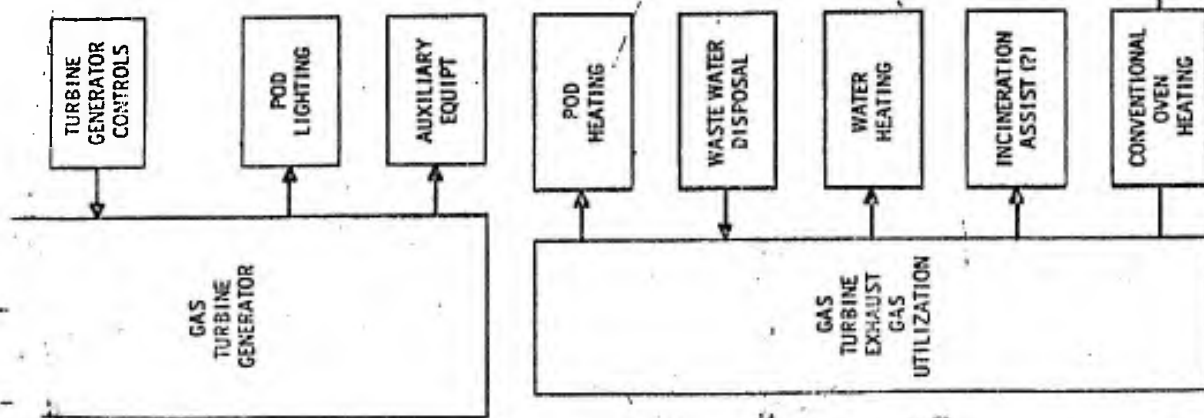 TURBINE
GENERATOR
CONTROLS
POD
LIGHTING
AUXILIARY
EQUIPT
POD
HEATING
WASTE WATER
DISPOSAL
WATER
HEATING
INCINERATION
ASSIST (?)
CONVENTIONAL
OVEN
HEATING
GAS
TURBINE
GENERATOR
GAS
TURBINE
EXHAUST
GAS
UTILIZATION